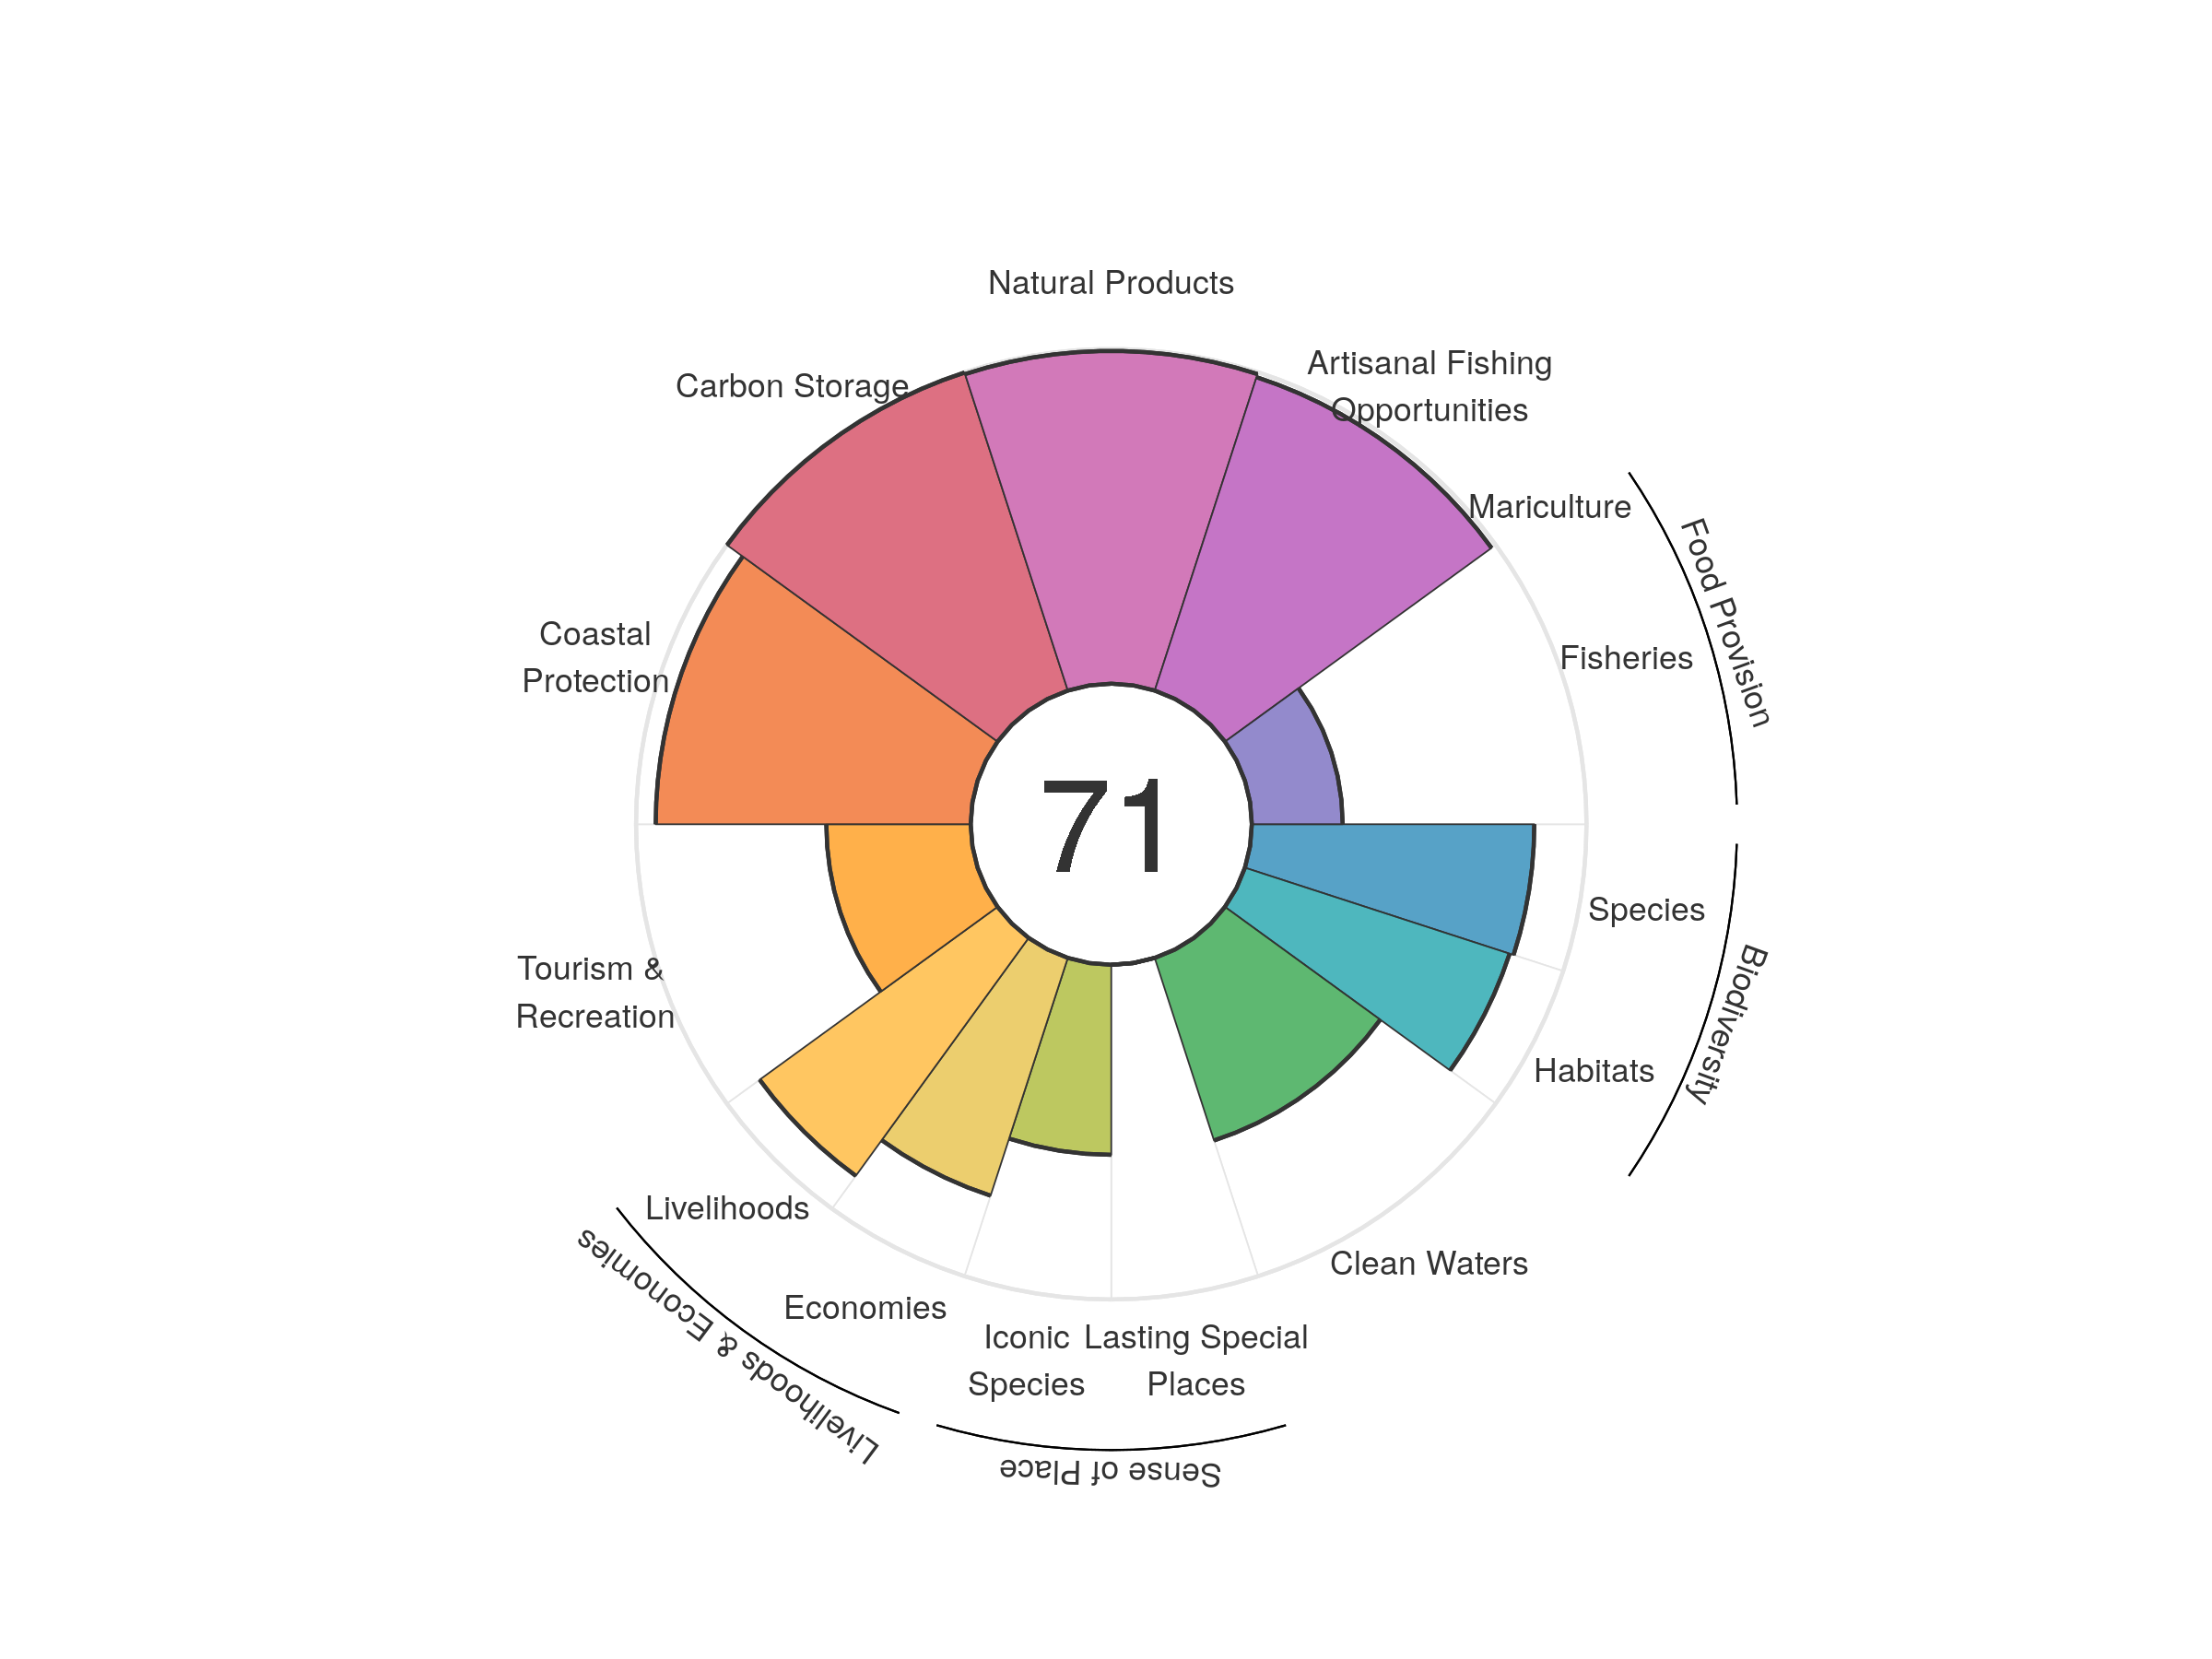 Natural Products
Artisanal Fishing
Opportunities
Carbon Storage
Mariculture
Food Provision
Coastal
Protection
Fisheries
71
Species
Biodiversity
Tourism &
Recreation
Habitats
Livelihoods
Clean Waters
Economies
Livelihoods & Economies
Iconic
Species
Lasting Special
Places
Sense of Place